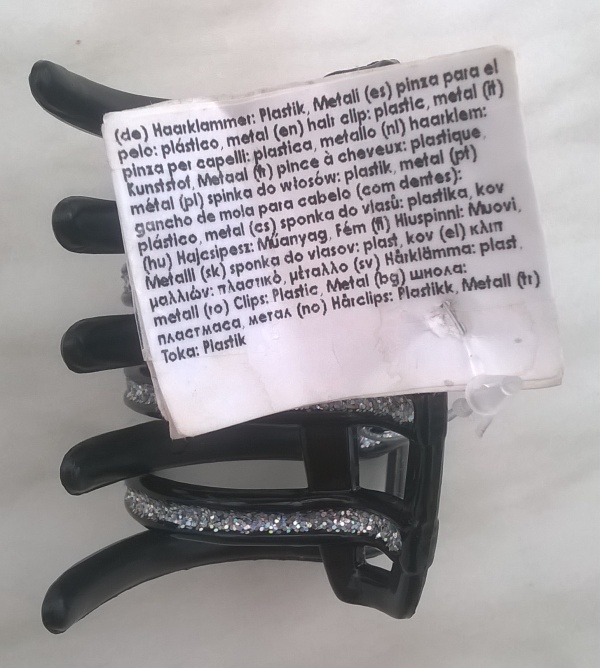 (de) Haarklammer: Plastik, Metall (es) pinza para el
pelo: plástico, metal (en) hair clip: plastic, metal (it)
pinza per capelli: plastica, metallo (nl) haarklem:
Kunststof, Metaal (fr) pince à cheveux: plastique,
métal (pl) spinka do włosów: plastik, metal (pt)
gancho de mola para cabelo (com dentes):
plástico, metal (cs) sponka do vlasů: plastika, kov
(hu) Hajcsipesz: Műanyag, Fém (fi) Hiuspinni: Muovi,
Metalli (sk) sponka do vlasov: plast, kov (el) κλιπ
μαλλιών: πλαστικό, μέταλλο (sv) Hårklämma: plast,
metall (ro) Clips: Plastic, Metal (bg) шнола:
пластмаса, метал (no) Hårclips: Plastikk, Metall (tr)
Toka: Plastik